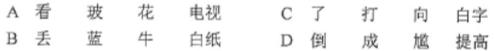 A 看 玻 花 电视 C 了 打 向 白字
B 丢 蓝 牛 白纸 D 倒 成 尴 提高